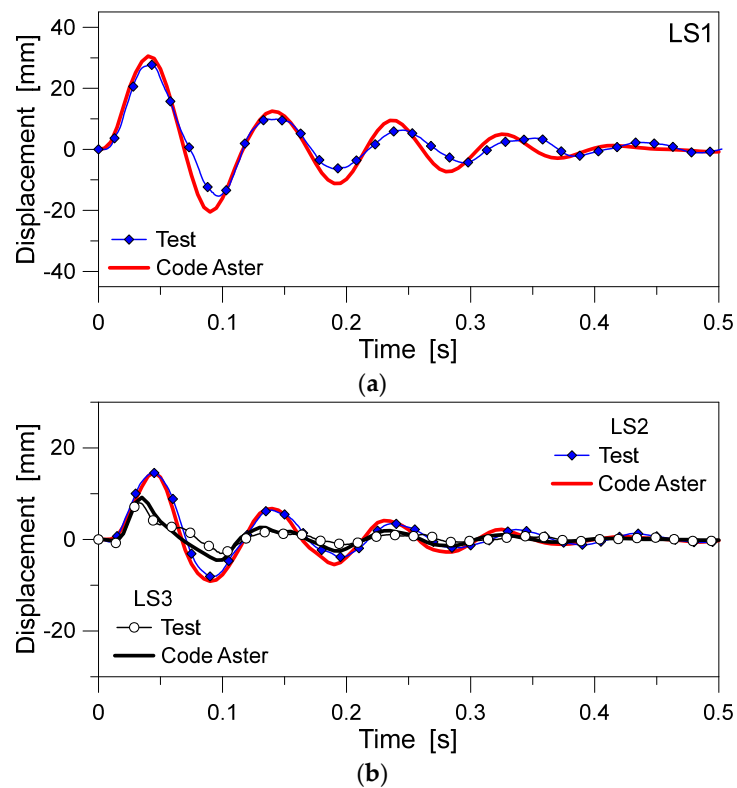 LS1
Displacement [mm]
40
20
0
-20
-40
Test
Code Aster
0
0.1
0.2
0.3
0.4
0.5
Time [s]
(a)
Displacement [mm]
20
0
-20
LS2
Test
Code Aster
LS3
Test
Code Aster
0
0.1
0.2
0.3
0.4
0.5
Time [s]
(b)